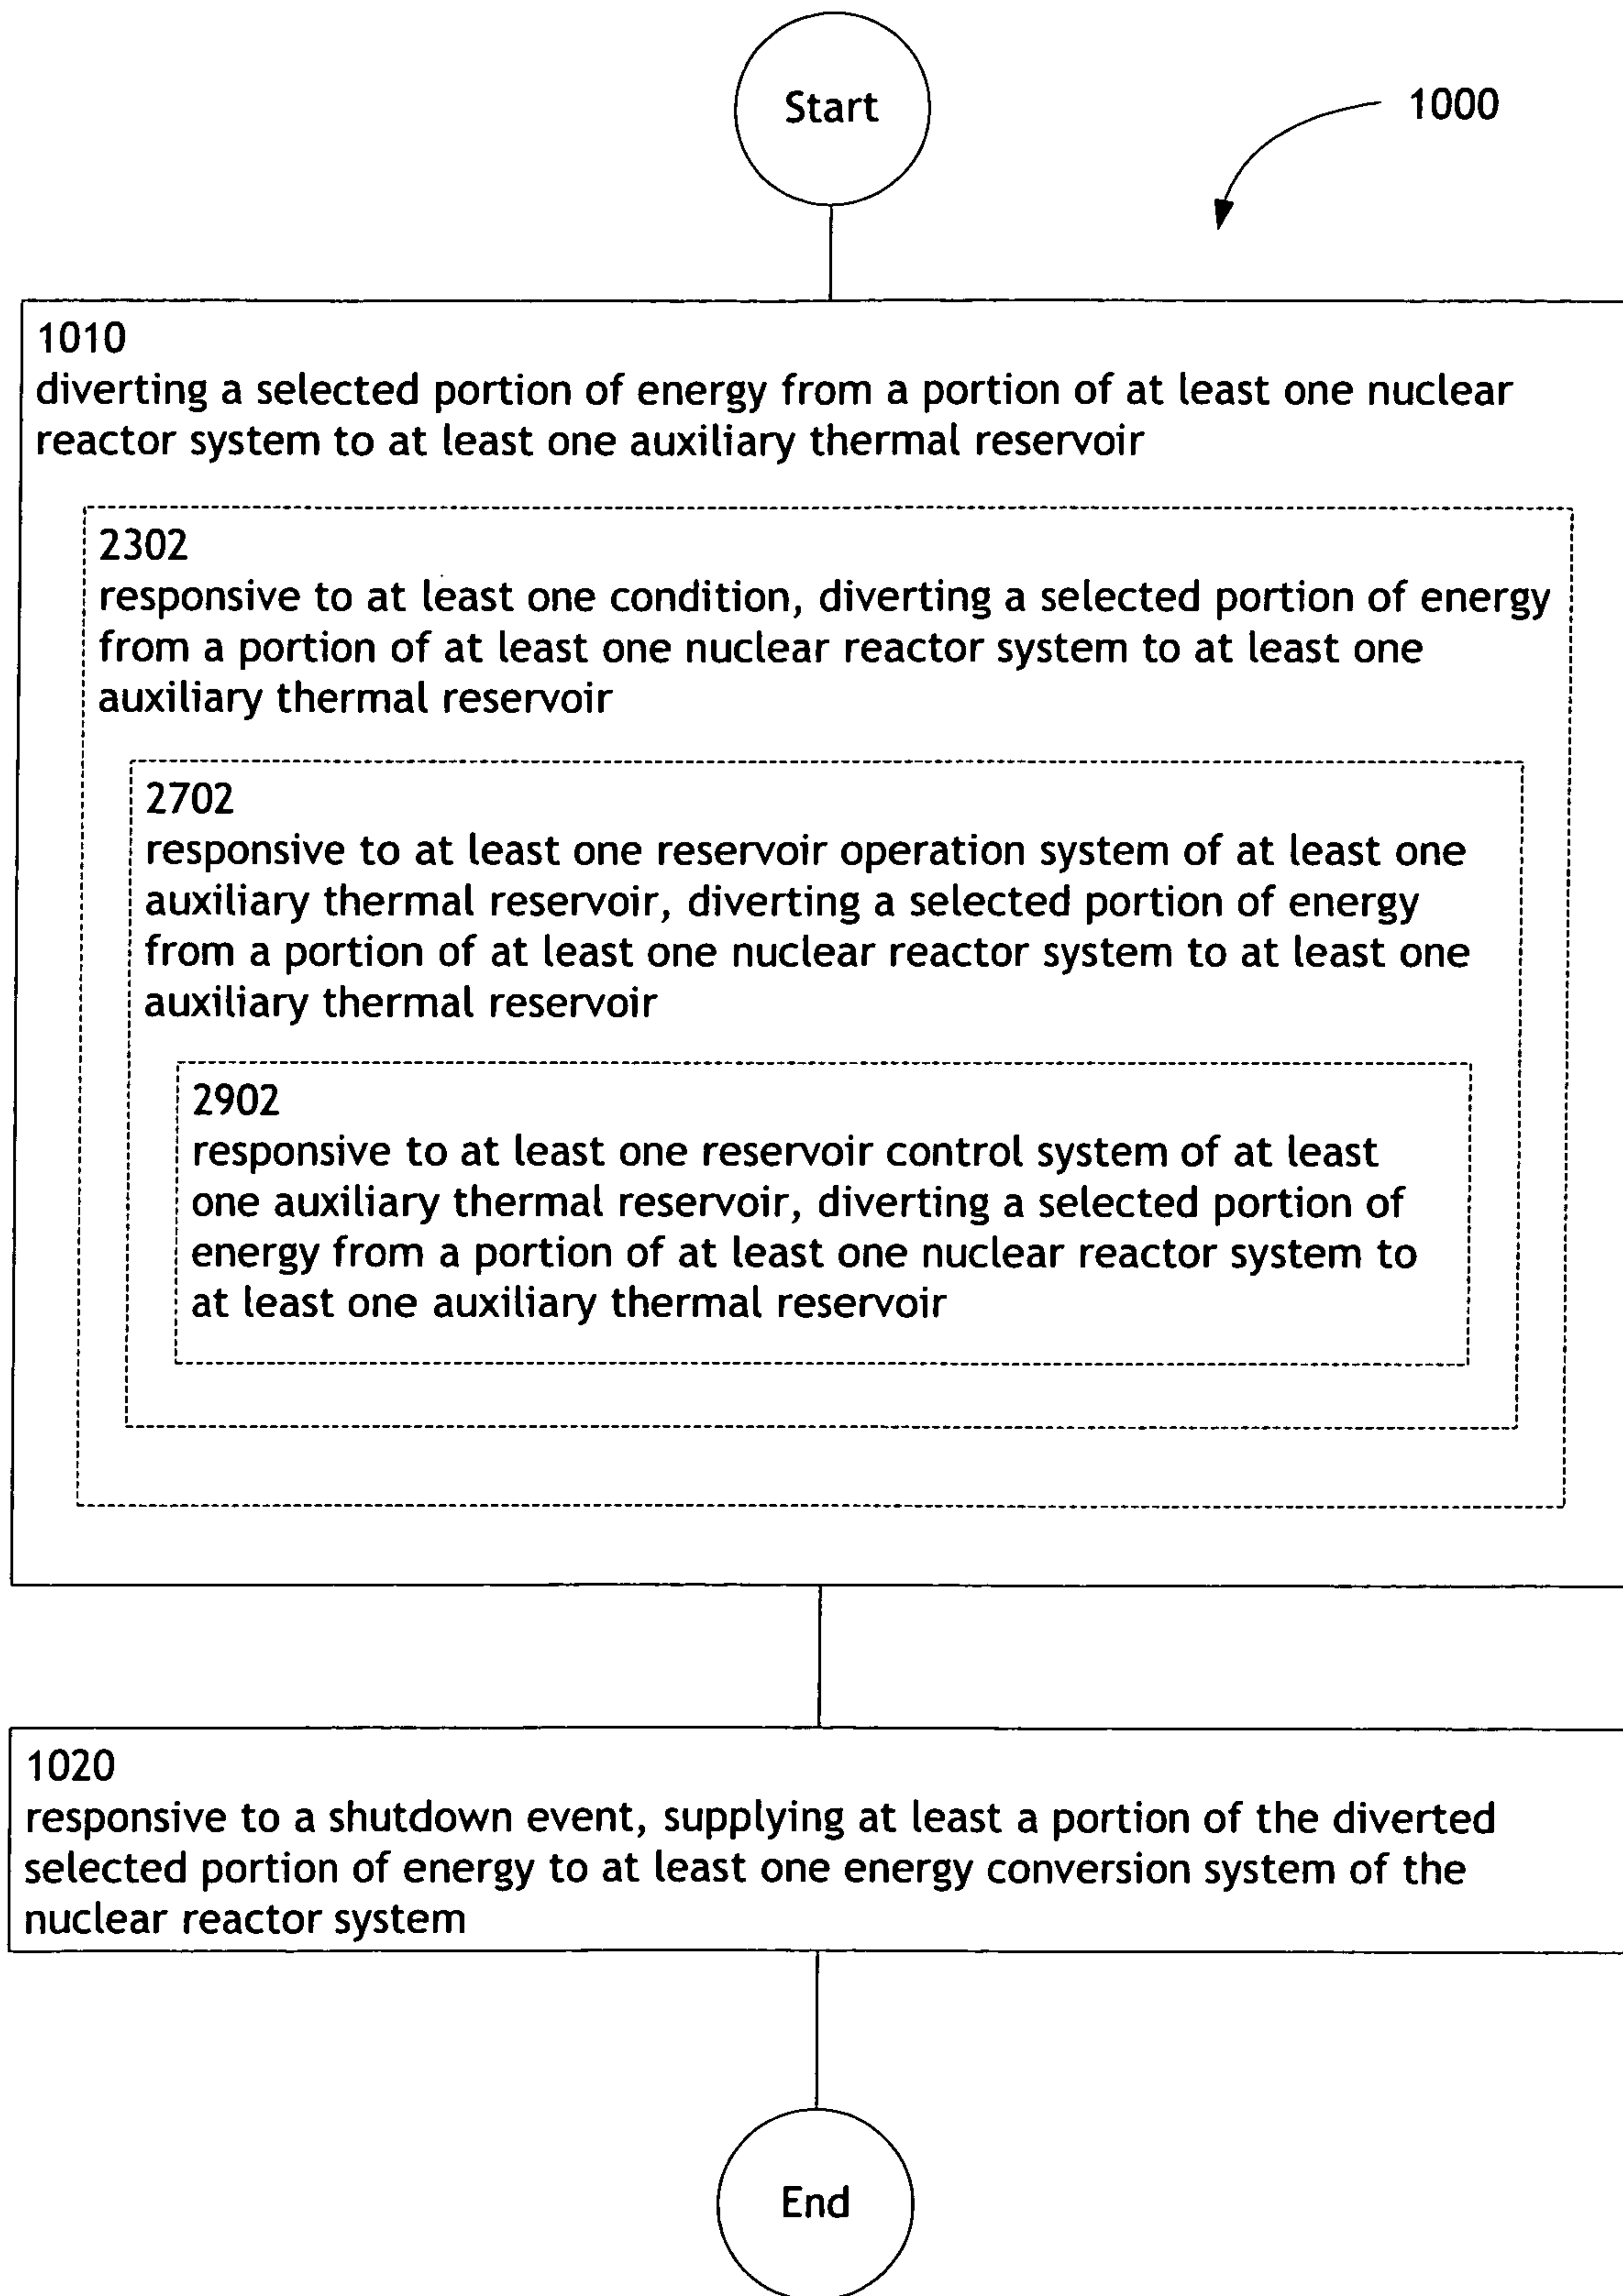 Start
1000
1010
diverting a selected portion of energy from a portion of at least one nuclear
reactor system to at least one auxiliary thermal reservoir
2302
responsive to at least one condition, diverting a selected portion of energy
from a portion of at least one nuclear reactor system to at least one
auxiliary thermal reservoir
2702
responsive to at least one reservoir operation system of at least one
auxiliary thermal reservoir, diverting a selected portion of energy
from a portion of at least one nuclear reactor system to at least one
auxiliary thermal reservoir
2902
responsive to at least one reservoir control system of at least
one auxiliary thermal reservoir, diverting a selected portion of
energy from a portion of at least one nuclear reactor system to
at least one auxiliary thermal reservoir
1020
responsive to a shutdown event, supplying at least a portion of the diverted
selected portion of energy to at least one energy conversion system of the
nuclear reactor system
End